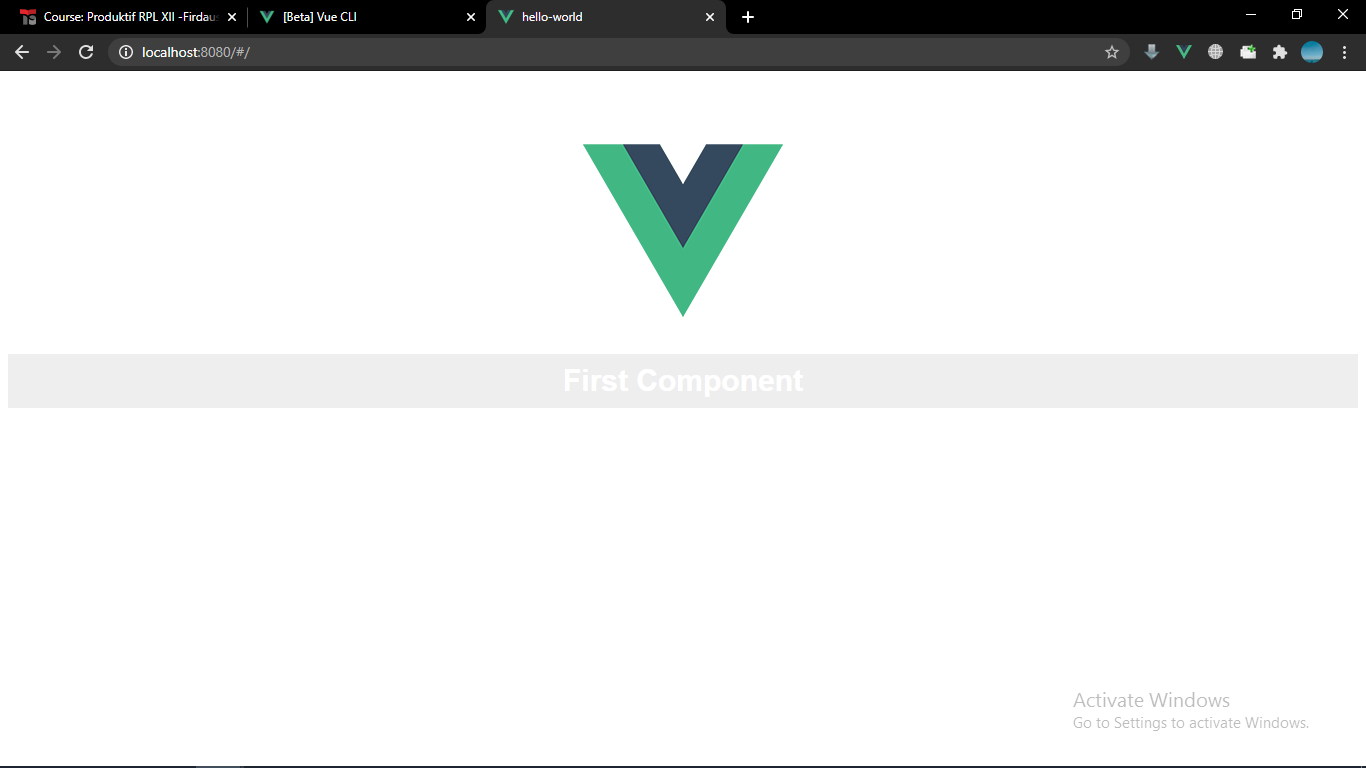 Course: Produktif RPL XII -Firdaus
[Beta] Vue CLI
hello-world
localhost:8080/#/
First Component
Activate Windows
Go to Settings to activate Windows.